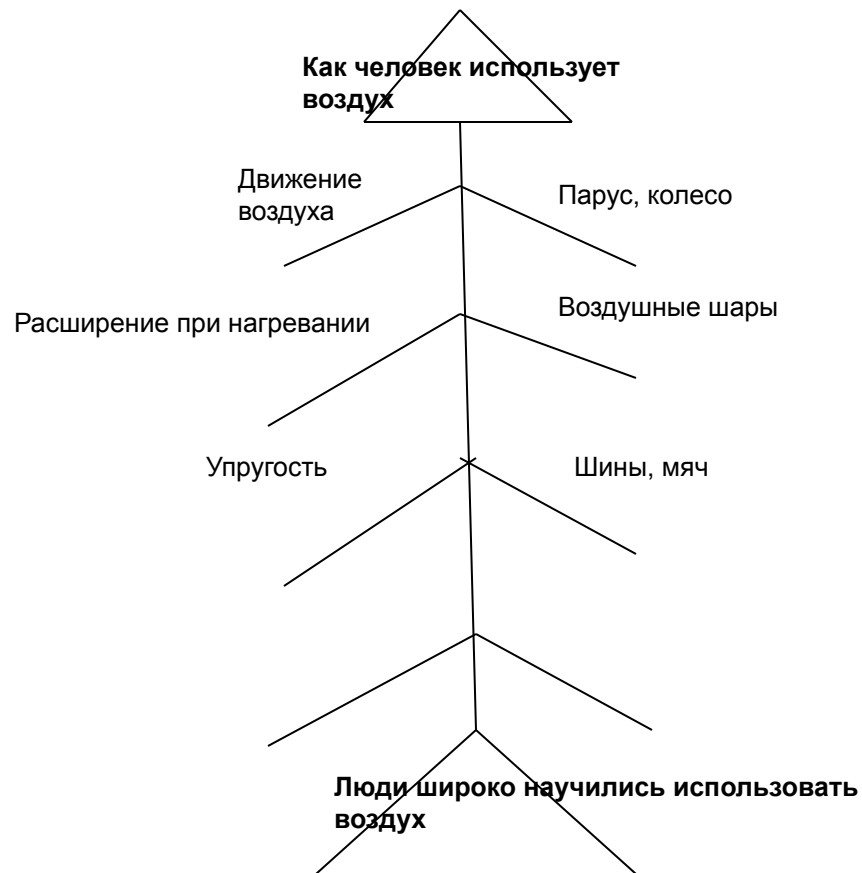 Как человек использует
воздух
Движение
воздуха
Парус, колесо
Расширение при нагревании
Воздушные шары
Упругость
Шины, мяч
Люди широко научились использовать
воздух